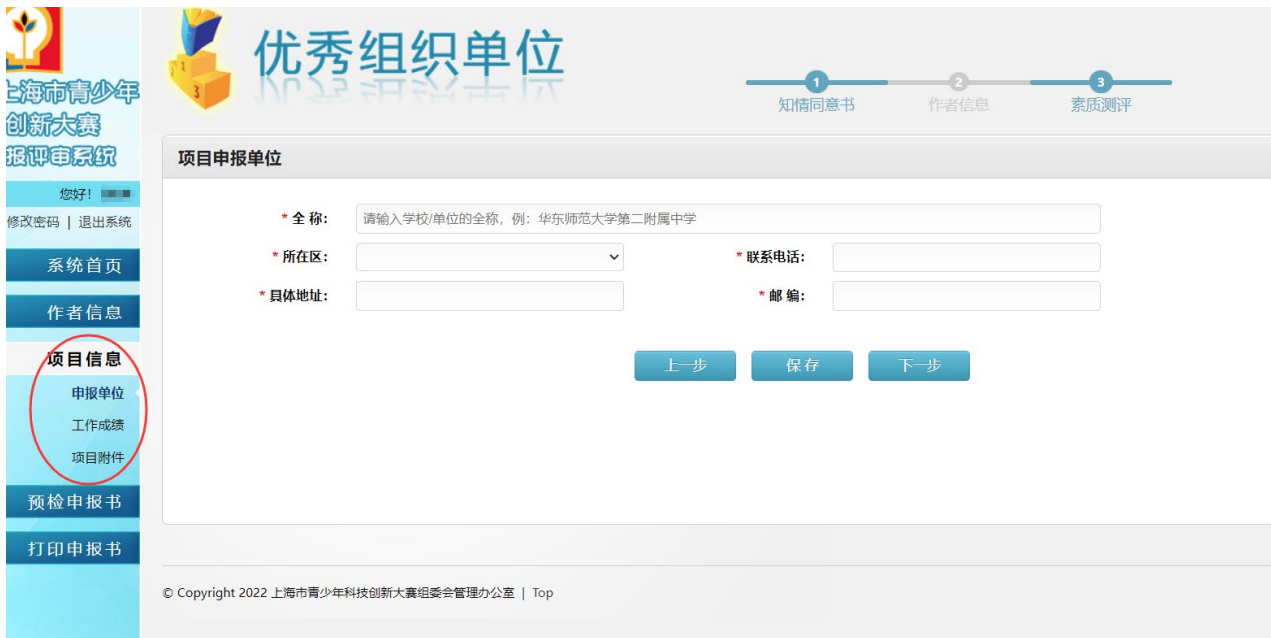 优秀组织单位
1 2 3
知情同意书 作者信息 素质测评
上海市青少年
创新大赛
报评审系统
您好！
修改密码 | 退出系统
系统首页
作者信息
项目信息
申报单位
工作成绩
项目附件
预检申报书
打印申报书
项目申报单位
* 全 称： 请输入学校/单位的全称，例：华东师范大学第二附属中学
* 所在区： * 联系电话：
* 具体地址： * 邮 编：
上一步 保存 下一步
© Copyright 2022 上海市青少年科技创新大赛组委会管理办公室 | Top